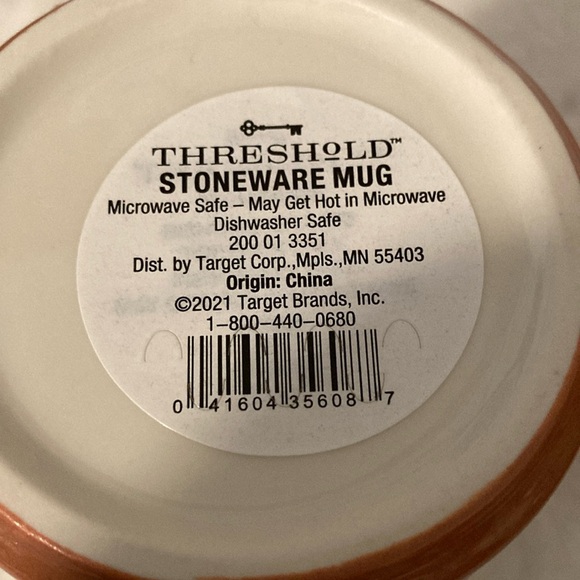 THRESHOLD™
STONEWARE MUG
Microwave Safe – May Get Hot in Microwave
Dishwasher Safe
200 01 3351
Dist. by Target Corp.,Mpls.,MN 55403
Origin: China
©2021 Target Brands, Inc.
1-800-440-0680
0 41604 35608 7